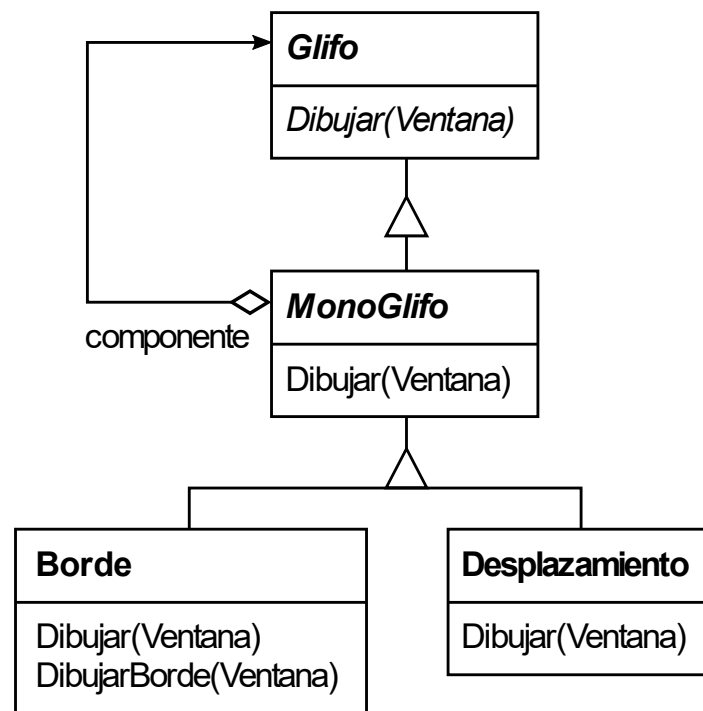 Glifo
Dibujar(Ventana)
componente
MonoGlifo
Dibujar(Ventana)
Borde
Dibujar(Ventana)
DibujarBorde(Ventana)
Desplazamiento
Dibujar(Ventana)